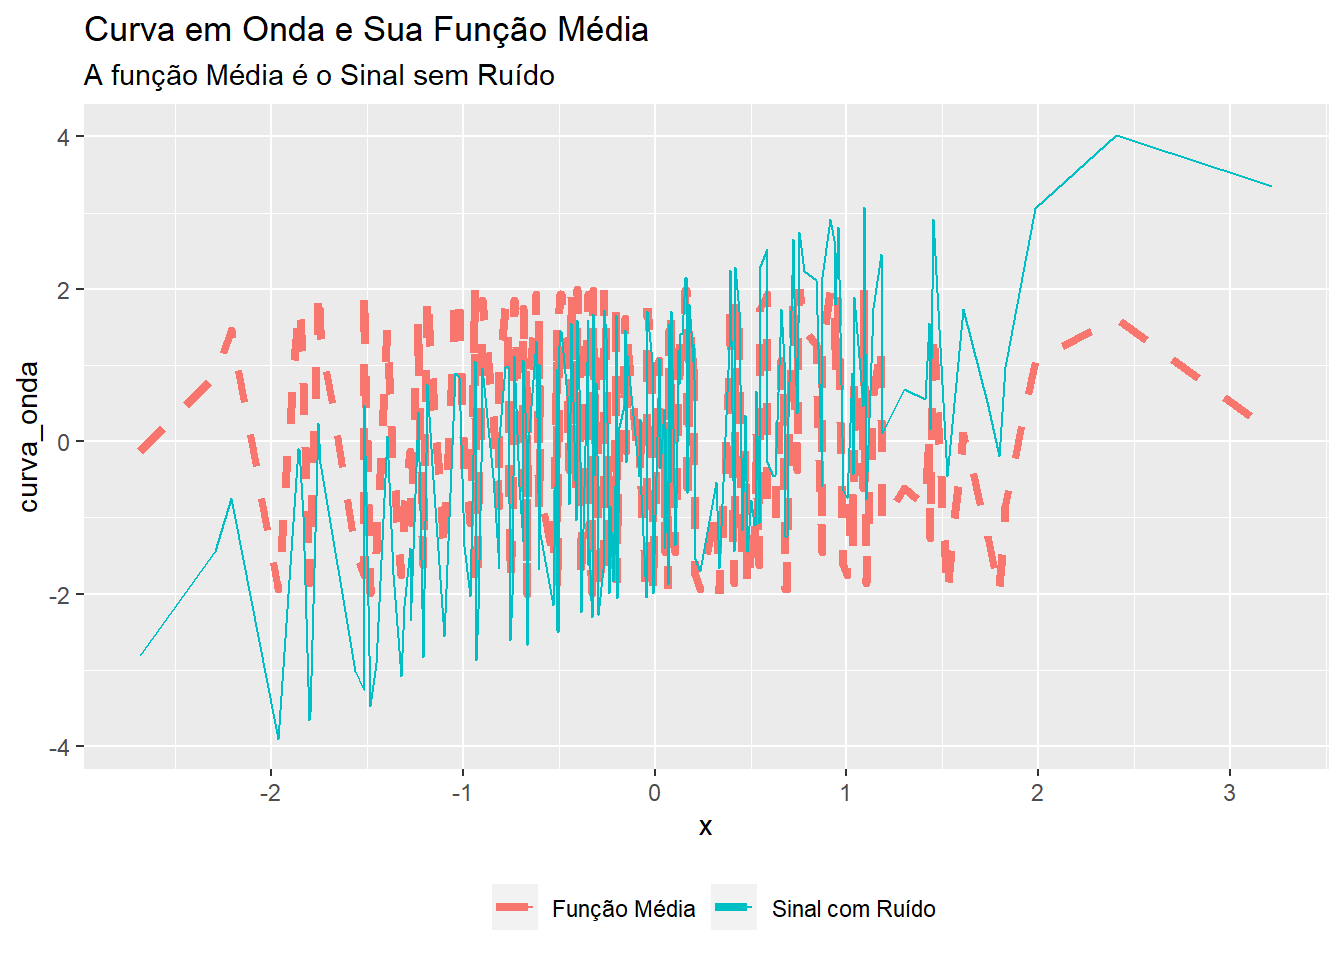 Curva em Onda e Sua Função Média
A função Média é o Sinal sem Ruído
4
2
0
-2
-4
curva_onda
-2 -1 0 1 2 3
x
Função Média Sinal com Ruído